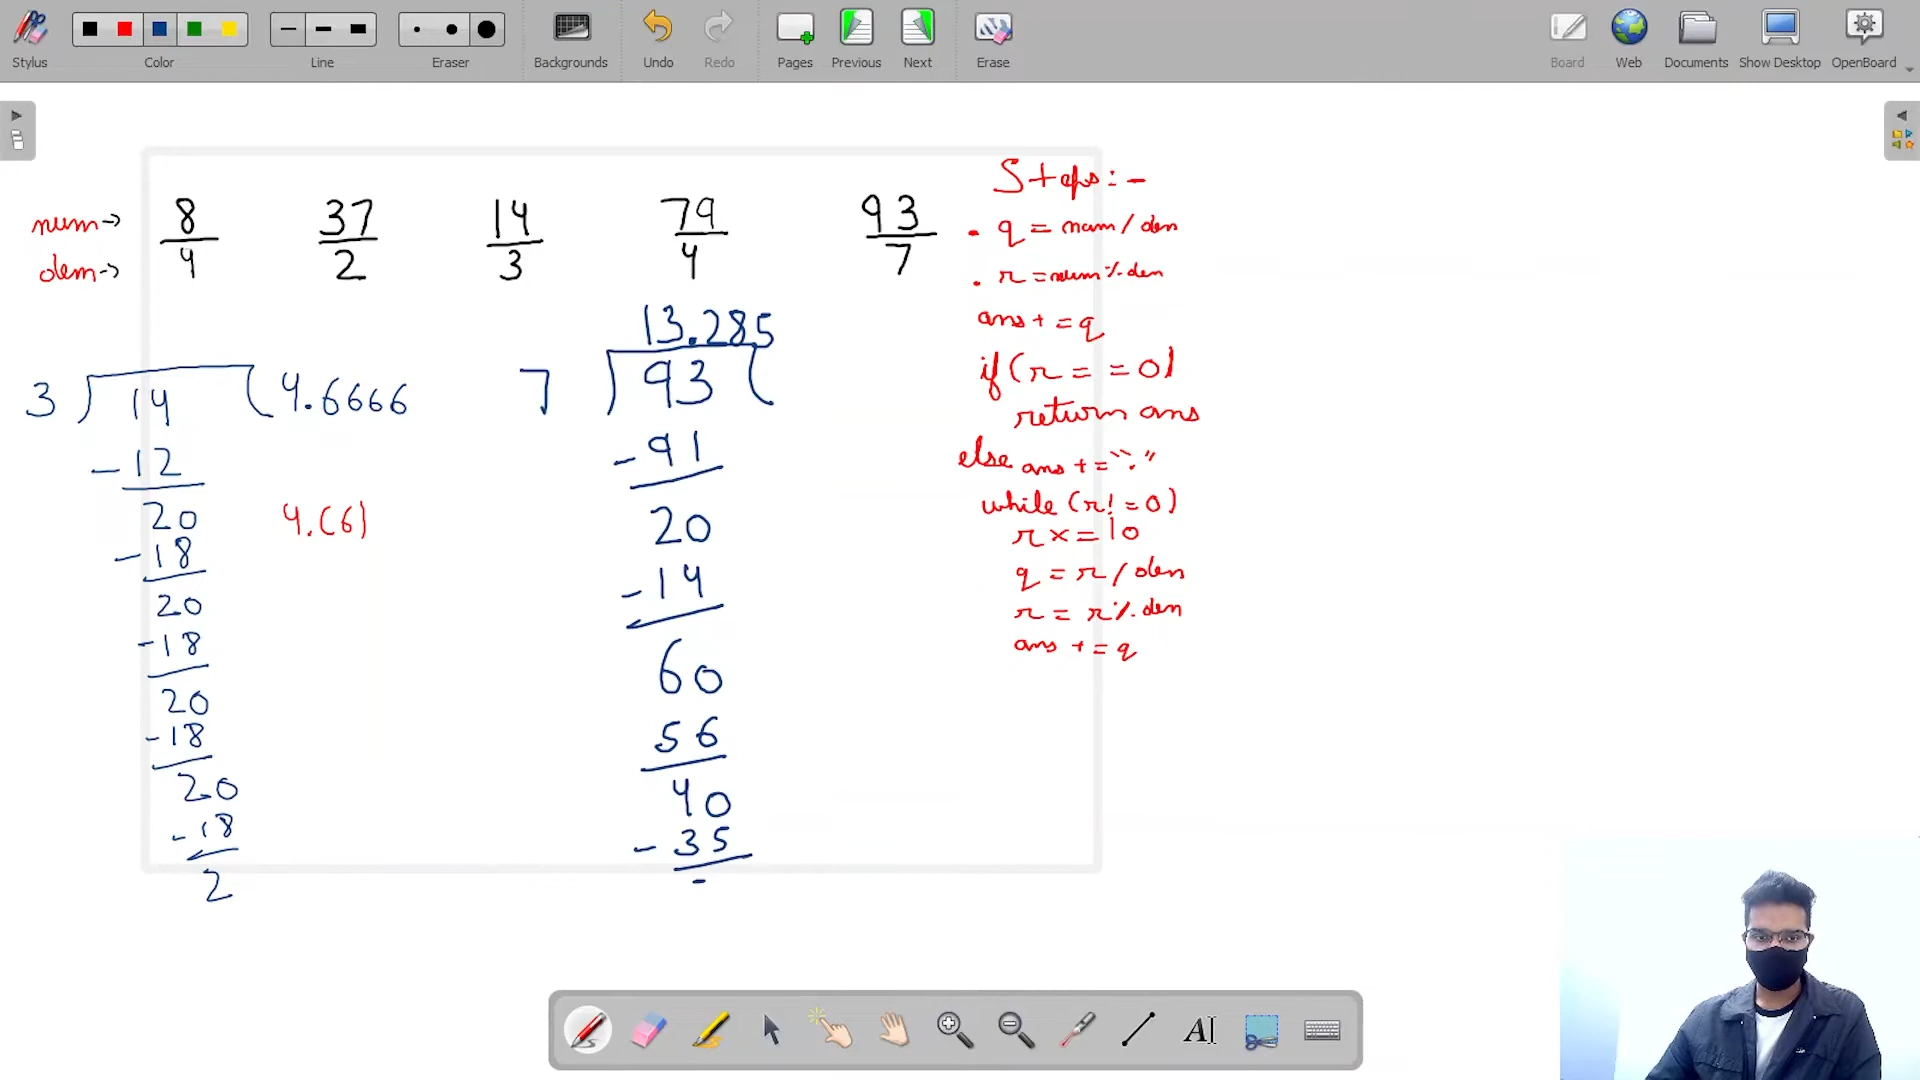 Stylus
Color
Line
Eraser
Backgrounds
Undo
Redo
Pages
Previous
Next
Erase
Board
Web
Documents
Show Desktop
OpenBoard
num→ 8 37 14 79 93
den→ 4 2 3 4 7
13.285
3 ) 14 ( 4.6666
-12
20
-18
20
-18
20
-18
20
-18
2
4.(6)
7 ) 93 (
-91
20
-14
60
56
40
-35
-
Steps:-
• q = num/den
• r = num%den
ans+=q
if(r==0)
return ans
else ans+="."
while(r!=0)
r×=10
q=r/den
r=r%den
ans+=q
AI